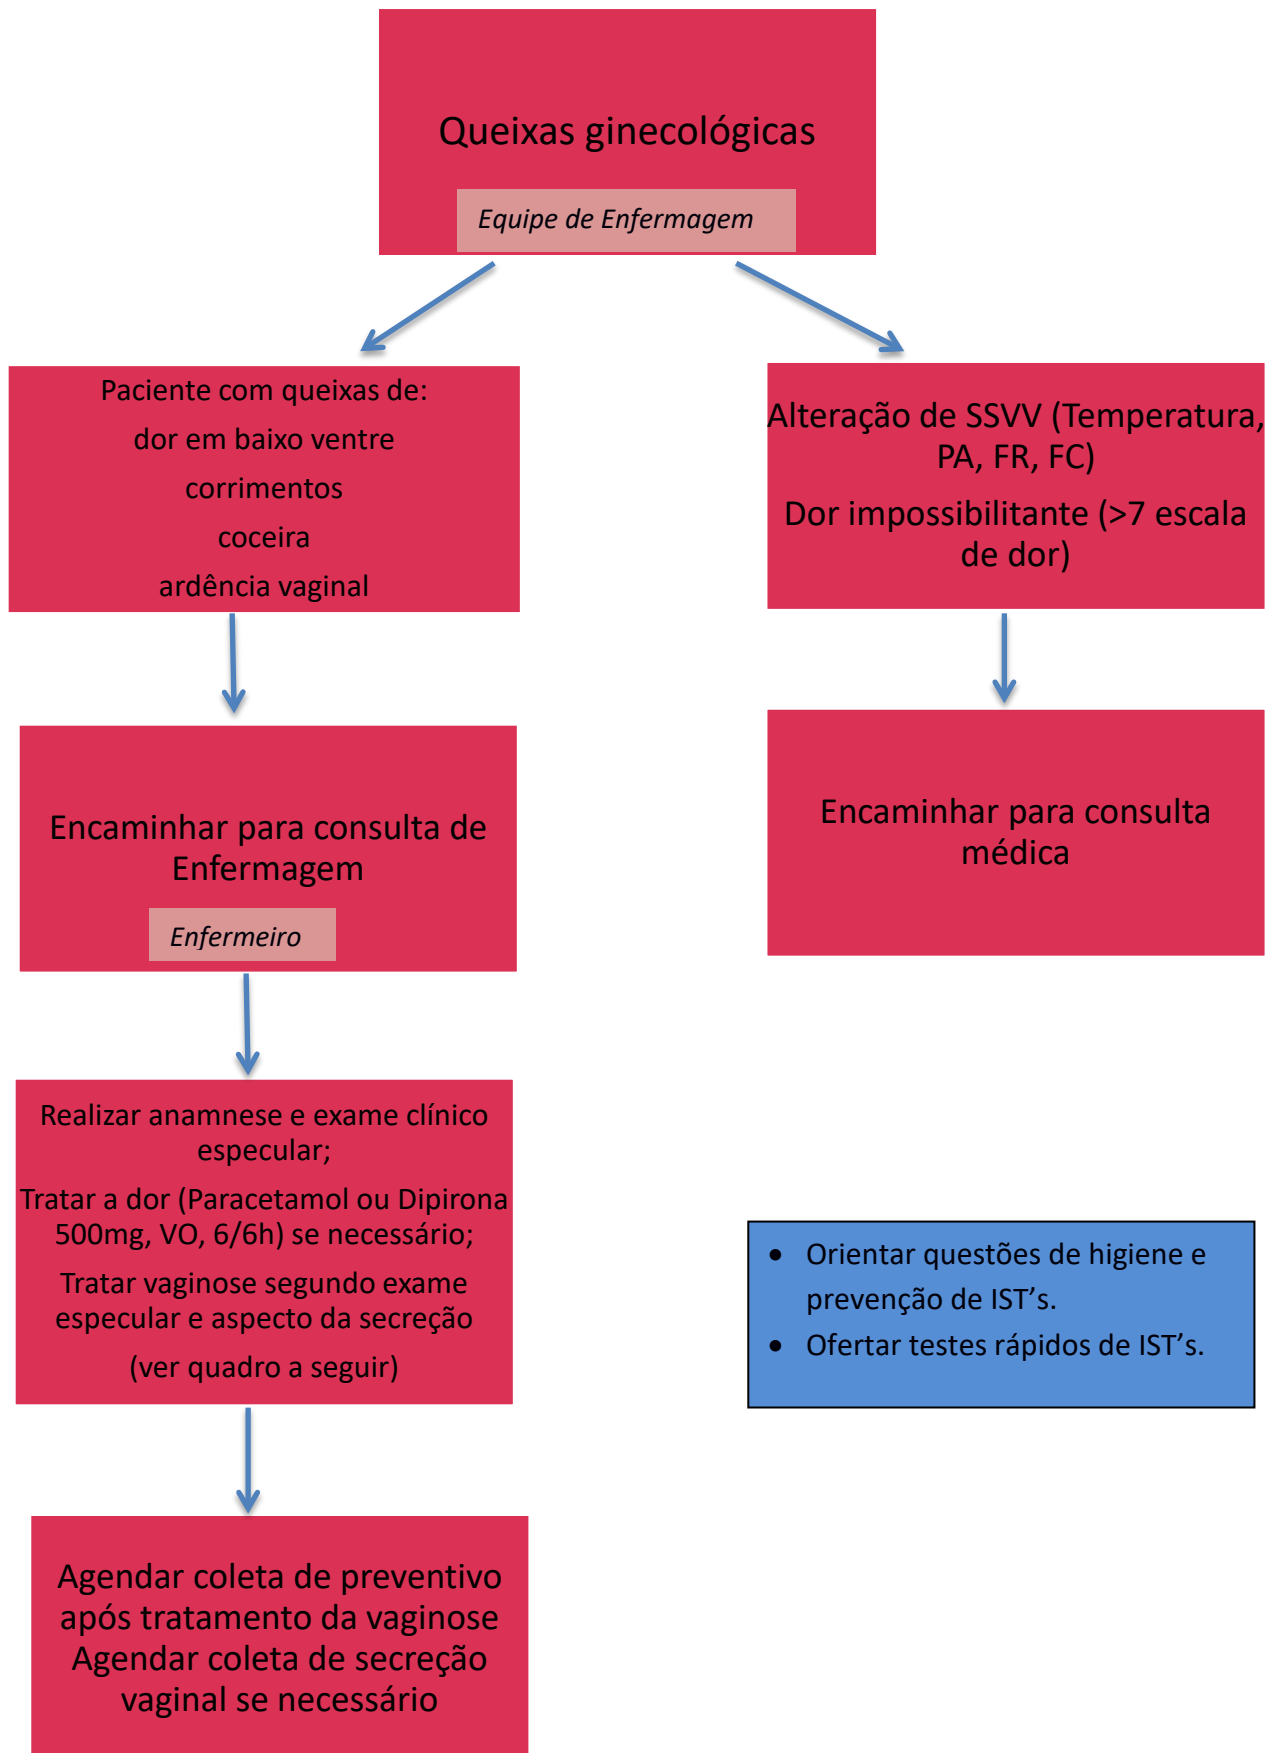 Queixas ginecológicas
Equipe de Enfermagem
Paciente com queixas de:
dor em baixo ventre
corrimentos
coceira
ardência vaginal
Alteração de SSVV (Temperatura,
PA, FR, FC)
Dor impossibilitante (>7 escala
de dor)
Encaminhar para consulta de
Enfermagem
Enfermeiro
Encaminhar para consulta
médica
Realizar anamnese e exame clínico
especular;
Tratar a dor (Paracetamol ou Dipirona
500mg, VO, 6/6h) se necessário;
Tratar vaginose segundo exame
especular e aspecto da secreção
(ver quadro a seguir)
• Orientar questões de higiene e
prevenção de IST’s.
• Ofertar testes rápidos de IST’s.
Agendar coleta de preventivo
após tratamento da vaginose
Agendar coleta de secreção
vaginal se necessário